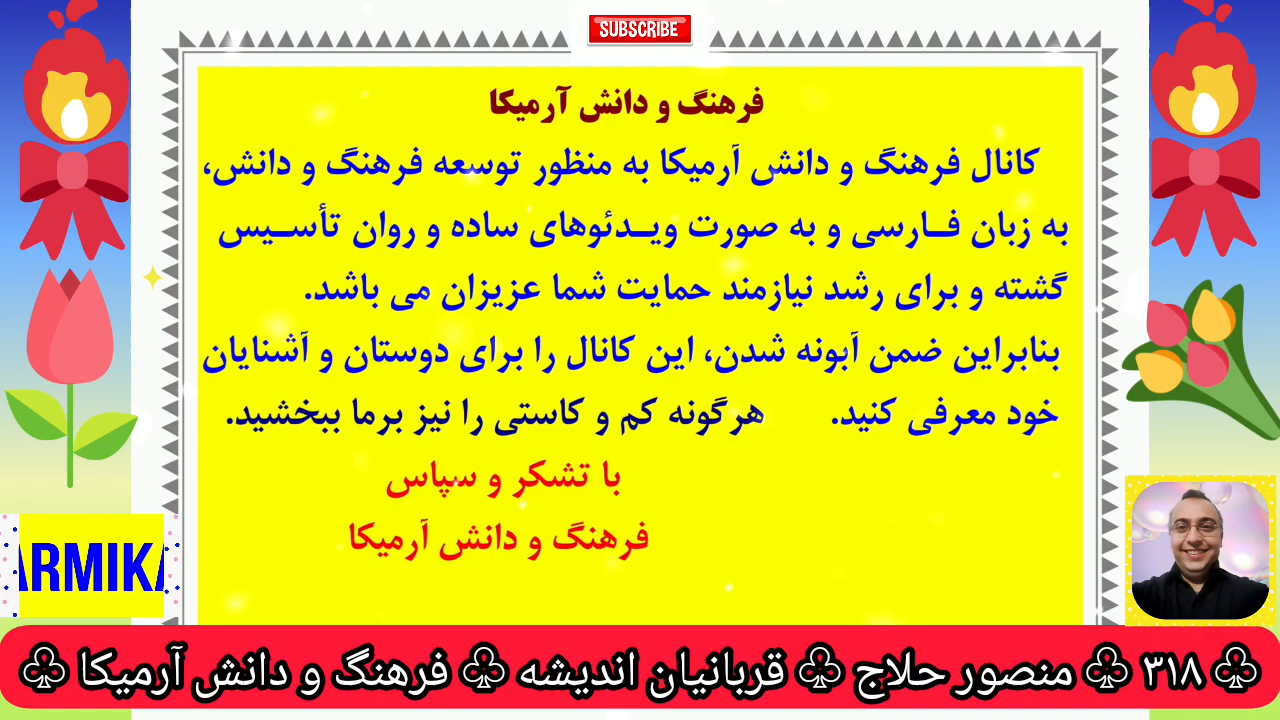 SUBSCRIBE
فرهنگ و دانش آرمیکا
کانال فرهنگ و دانش آرمیکا به منظور توسعه فرهنگ و دانش،
به زبان فـارسی و به صورت ویـدئوهای ساده و روان تأسـیس
گشته و برای رشد نیازمند حمایت شما عزیزان می باشد.
بنابراین ضمن آبونه شدن، این کانال را برای دوستان و آشنایان
خود معرفی کنید. هرگونه کم و کاستی را نیز برما ببخشید.
با تشکر و سپاس
فرهنگ و دانش آرمیکا
ARMIKA
♧ ۳۱۸ ♧ منصور حلاج ♧ قربانیان اندیشه ♧ فرهنگ و دانش آرمیکا ♧